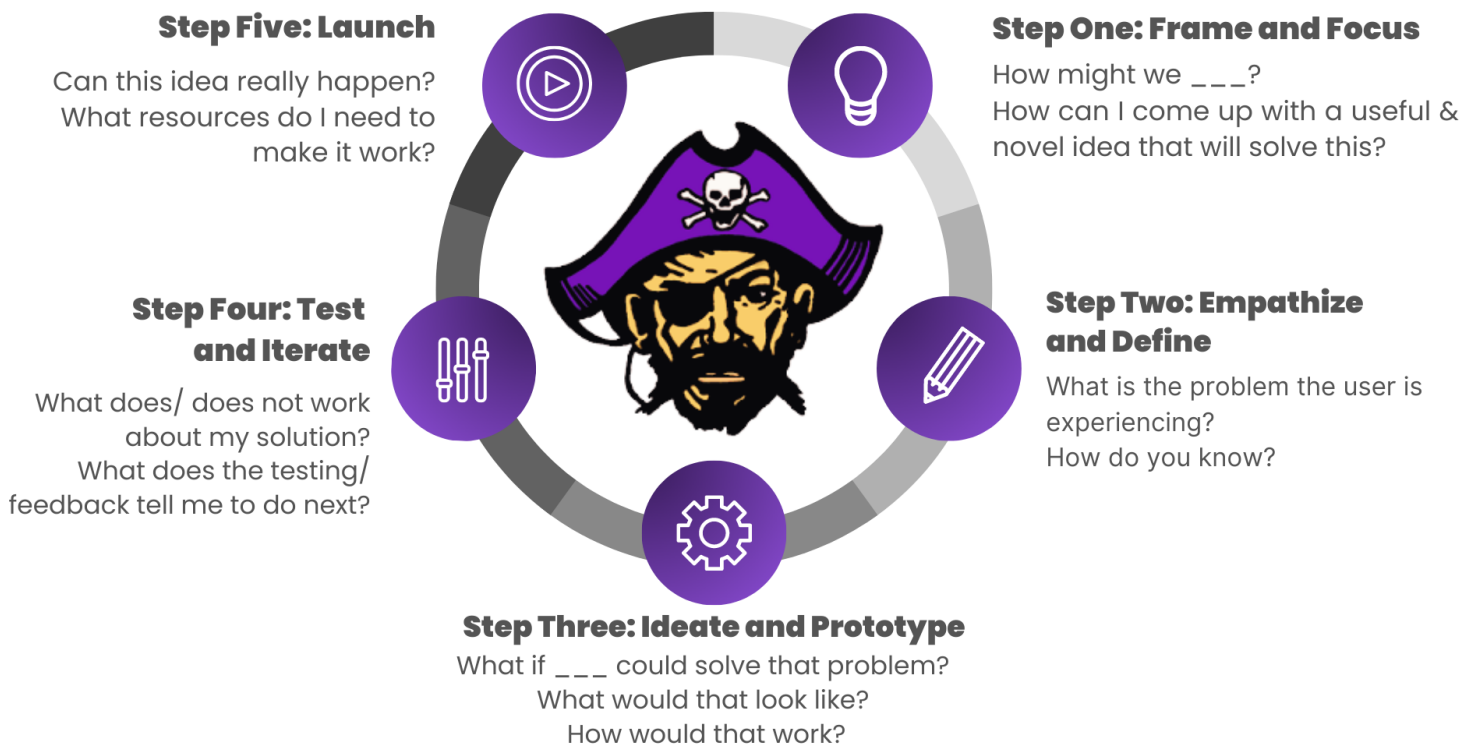 Step One: Frame and Focus
How might we ___?
How can I come up with a useful &
novel idea that will solve this?
Step Two: Empathize
and Define
What is the problem the user is
experiencing?
How do you know?
Step Three: Ideate and Prototype
What if ___ could solve that problem?
What would that look like?
How would that work?
Step Four: Test
and Iterate
What does/ does not work
about my solution?
What does the testing/
feedback tell me to do next?
Step Five: Launch
Can this idea really happen?
What resources do I need to
make it work?